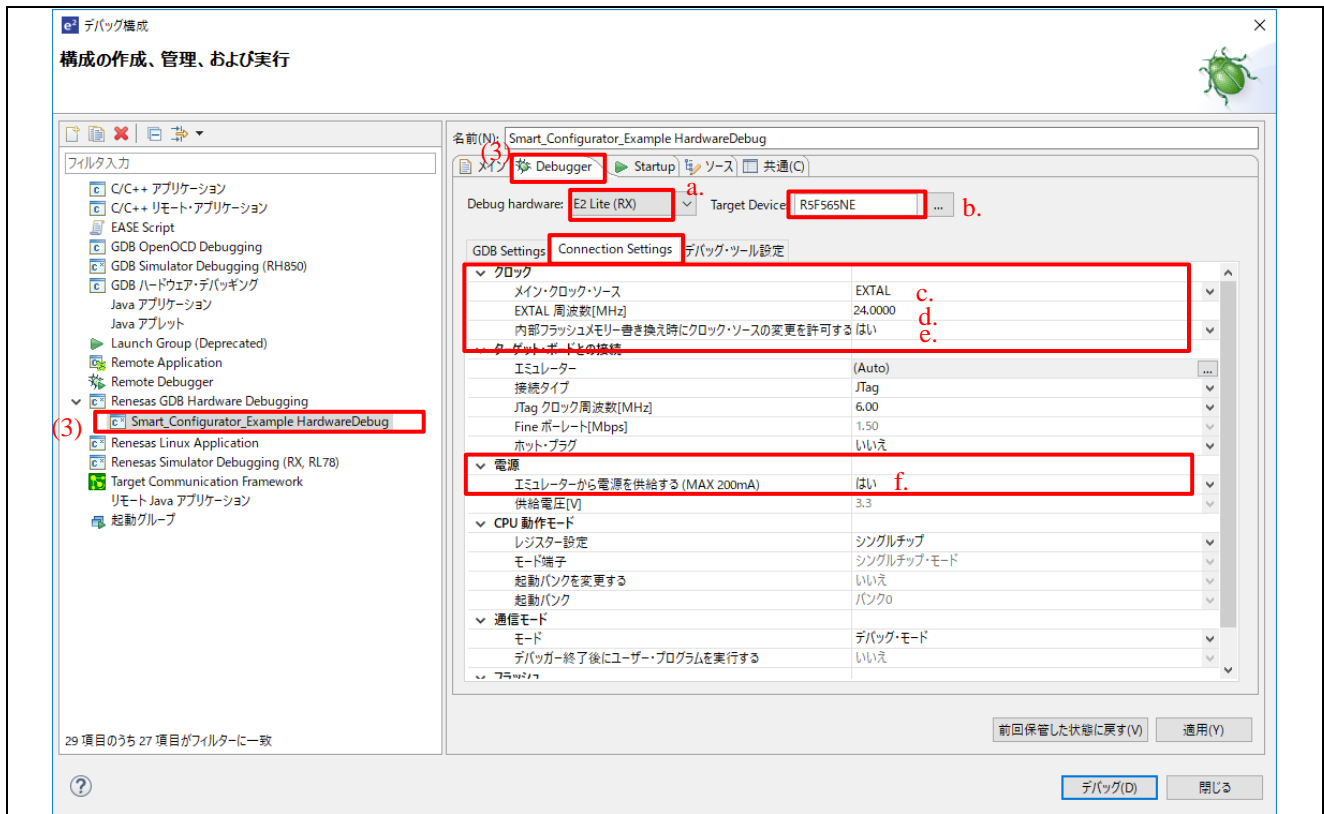 e² デバッグ構成
構成の作成、管理、および実行
フィルタ入力
C/C++ アプリケーション
C/C++ リモート・アプリケーション
EASE Script
GDB OpenOCD Debugging
GDB Simulator Debugging (RH850)
GDB ハードウェア・デバッギング
Java アプリケーション
Java アプレット
Launch Group (Deprecated)
Remote Application
Remote Debugger
Renesas GDB Hardware Debugging
(3) Smart_Configurator_Example HardwareDebug
Renesas Linux Application
Renesas Simulator Debugging (RX, RL78)
Target Communication Framework
リモート Java アプリケーション
起動グループ
29 項目のうち 27 項目がフィルターに一致
名前(N): Smart_Configurator_Example HardwareDebug
(3)
メイン Debugger Startup ソース 共通(C)
a.
Debug hardware: E2 Lite (RX) Target Device: R5F565NE ... b.
GDB Settings Connection Settings デバッグ・ツール設定
クロック
メイン・クロック・ソース EXTAL c.
EXTAL 周波数[MHz] 24.0000 d.
内部フラッシュメモリー書き換え時にクロック・ソースの変更を許可する はい e.
ターゲット・ボードとの接続
エミュレーター (Auto) ...
接続タイプ JTag
JTag クロック周波数[MHz] 6.00
Fine ボーレート[Mbps] 1.50
ホット・プラグ いいえ
電源
エミュレーターから電源を供給する (MAX 200mA) はい f.
供給電圧[V] 3.3
CPU 動作モード
レジスター設定 シングルチップ
モード端子 シングルチップ・モード
起動バンクを変更する いいえ
起動バンク バンク0
通信モード
モード デバッグ・モード
デバッガー終了後にユーザー・プログラムを実行する いいえ
フラッシュ
前回保管した状態に戻す(V) 適用(Y)
? デバッグ(D) 閉じる